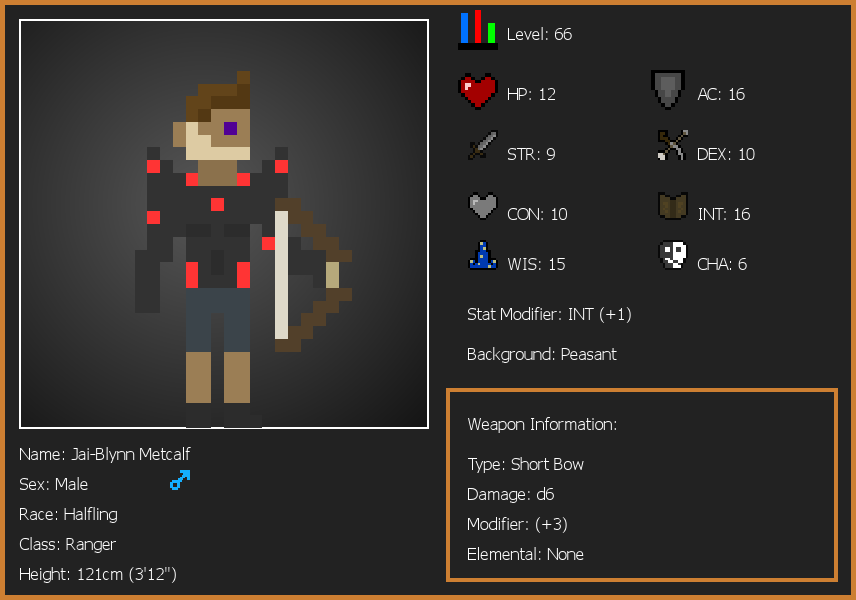 Level: 66
HP: 12
AC: 16
STR: 9
DEX: 10
CON: 10
INT: 16
WIS: 15
CHA: 6
Stat Modifier: INT (+1)
Background: Peasant
Weapon Information:
Type: Short Bow
Damage: d6
Modifier: (+3)
Elemental: None
Name: Jai-Blynn Metcalf
Sex: Male
Race: Halfling
Class: Ranger
Height: 121cm (3'12")